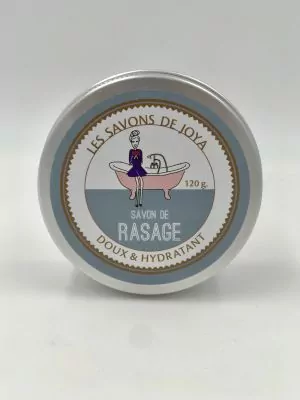 LES SAVONS DE JOYA
120 g.
SAVON DE
RASAGE
DOUX & HYDRATANT